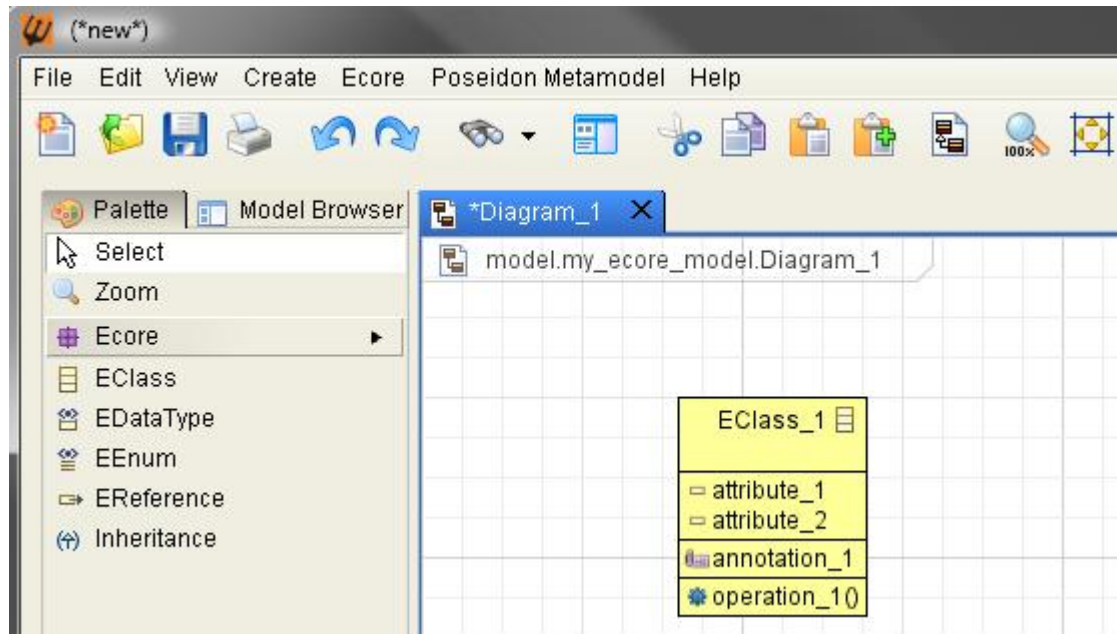 (*new*)
File Edit View Create Ecore Poseidon Metamodel Help
100%
Palette Model Browser
*Diagram_1
Select
model.my_ecore_model.Diagram_1
Zoom
Ecore
EClass
EDataType
EEnum
EReference
Inheritance
EClass_1
attribute_1
attribute_2
annotation_1
operation_1()